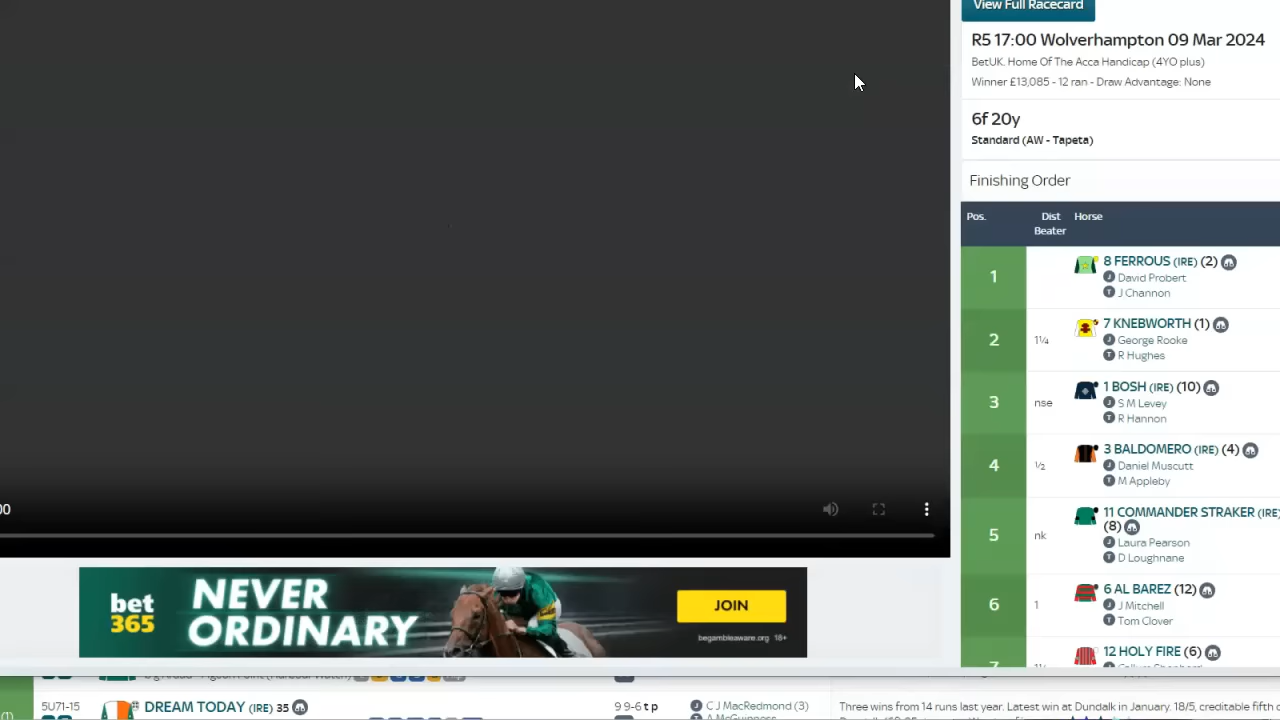 View Full Racecard
R5 17:00 Wolverhampton 09 Mar 2024
BetUK. Home Of The Acca Handicap (4YO plus)
Winner £13,085 - 12 ran - Draw Advantage: None
6f 20y
Standard (AW - Tapeta)
Finishing Order
Pos. Dist Beater Horse
1 8 FERROUS (IRE) (2)
J David Probert
T J Channon
2 1¼ 7 KNEBWORTH (1)
J George Rooke
T R Hughes
3 nse 1 BOSH (IRE) (10)
J S M Levey
T R Hannon
4 ½ 3 BALDOMERO (IRE) (4)
J Daniel Muscutt
T M Appleby
5 nk 11 COMMANDER STRAKER (IRE)
(8)
J Laura Pearson
T D Loughnane
6 1 6 AL BAREZ (12)
J J Mitchell
T Tom Clover
7 12 HOLY FIRE (6)
bet365
NEVER
ORDINARY
JOIN
begambleaware.org 18+
5U71-15 DREAM TODAY (IRE) 35 9 9-6 t p J C J MacRedmond (3) Three wins from 14 runs last year. Latest win at Dundalk in January. 18/5, creditable fifth